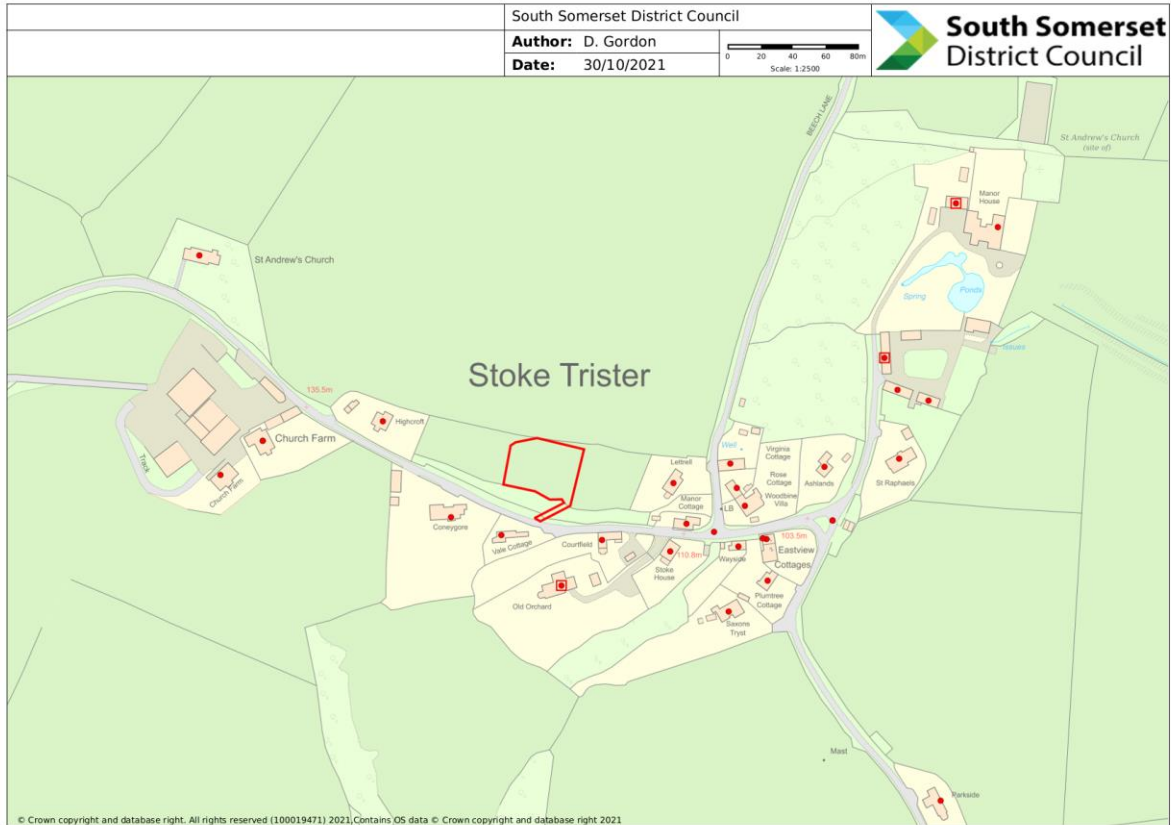 South Somerset District Council
Author: D. Gordon
Date: 30/10/2021
0 20 40 60 80m
Scale: 1:2500
South Somerset
District Council
BEECH LANE
St Andrew's Church
(site of)
Manor
House
St Andrew's Church
Spring
Ponds
Issues
Stoke Trister
135.5m
Highcroft
Church Farm
Track
Church Farm
Well
Virginia
Cottage
Lettrell
Rose
Cottage
Ashlands
St Raphaels
Manor
Cottage
LB
Woodbine
Villa
Coneygore
Vale Cottage
Courtfield
110.8m
Stoke
House
Wayside
103.5m
Eastview
Cottages
Old Orchard
Plumtree
Cottage
Saxons
Tryst
Mast
Parkside
© Crown copyright and database right. All rights reserved (100019471) 2021,Contains OS data © Crown copyright and database right 2021